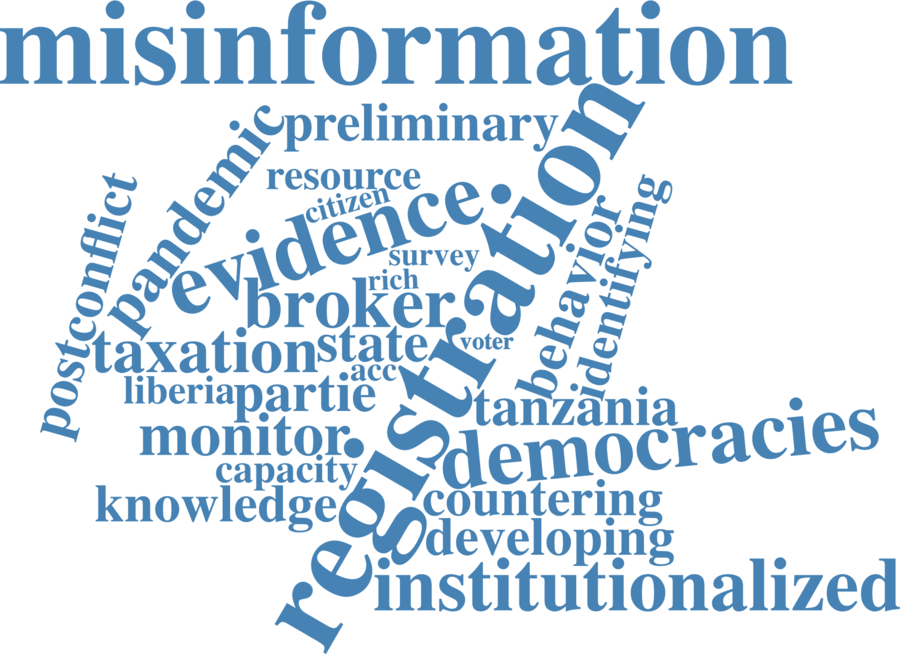 misinformation
preliminary
pandemic
registration
resource
citizen
evidence
postconflict
behavior
identifying
survey
rich
broker
voter
taxation
state
acc
liberia
partie
tanzania
monitor
democracies
capacity
knowledge
countering
developing
institutionalized